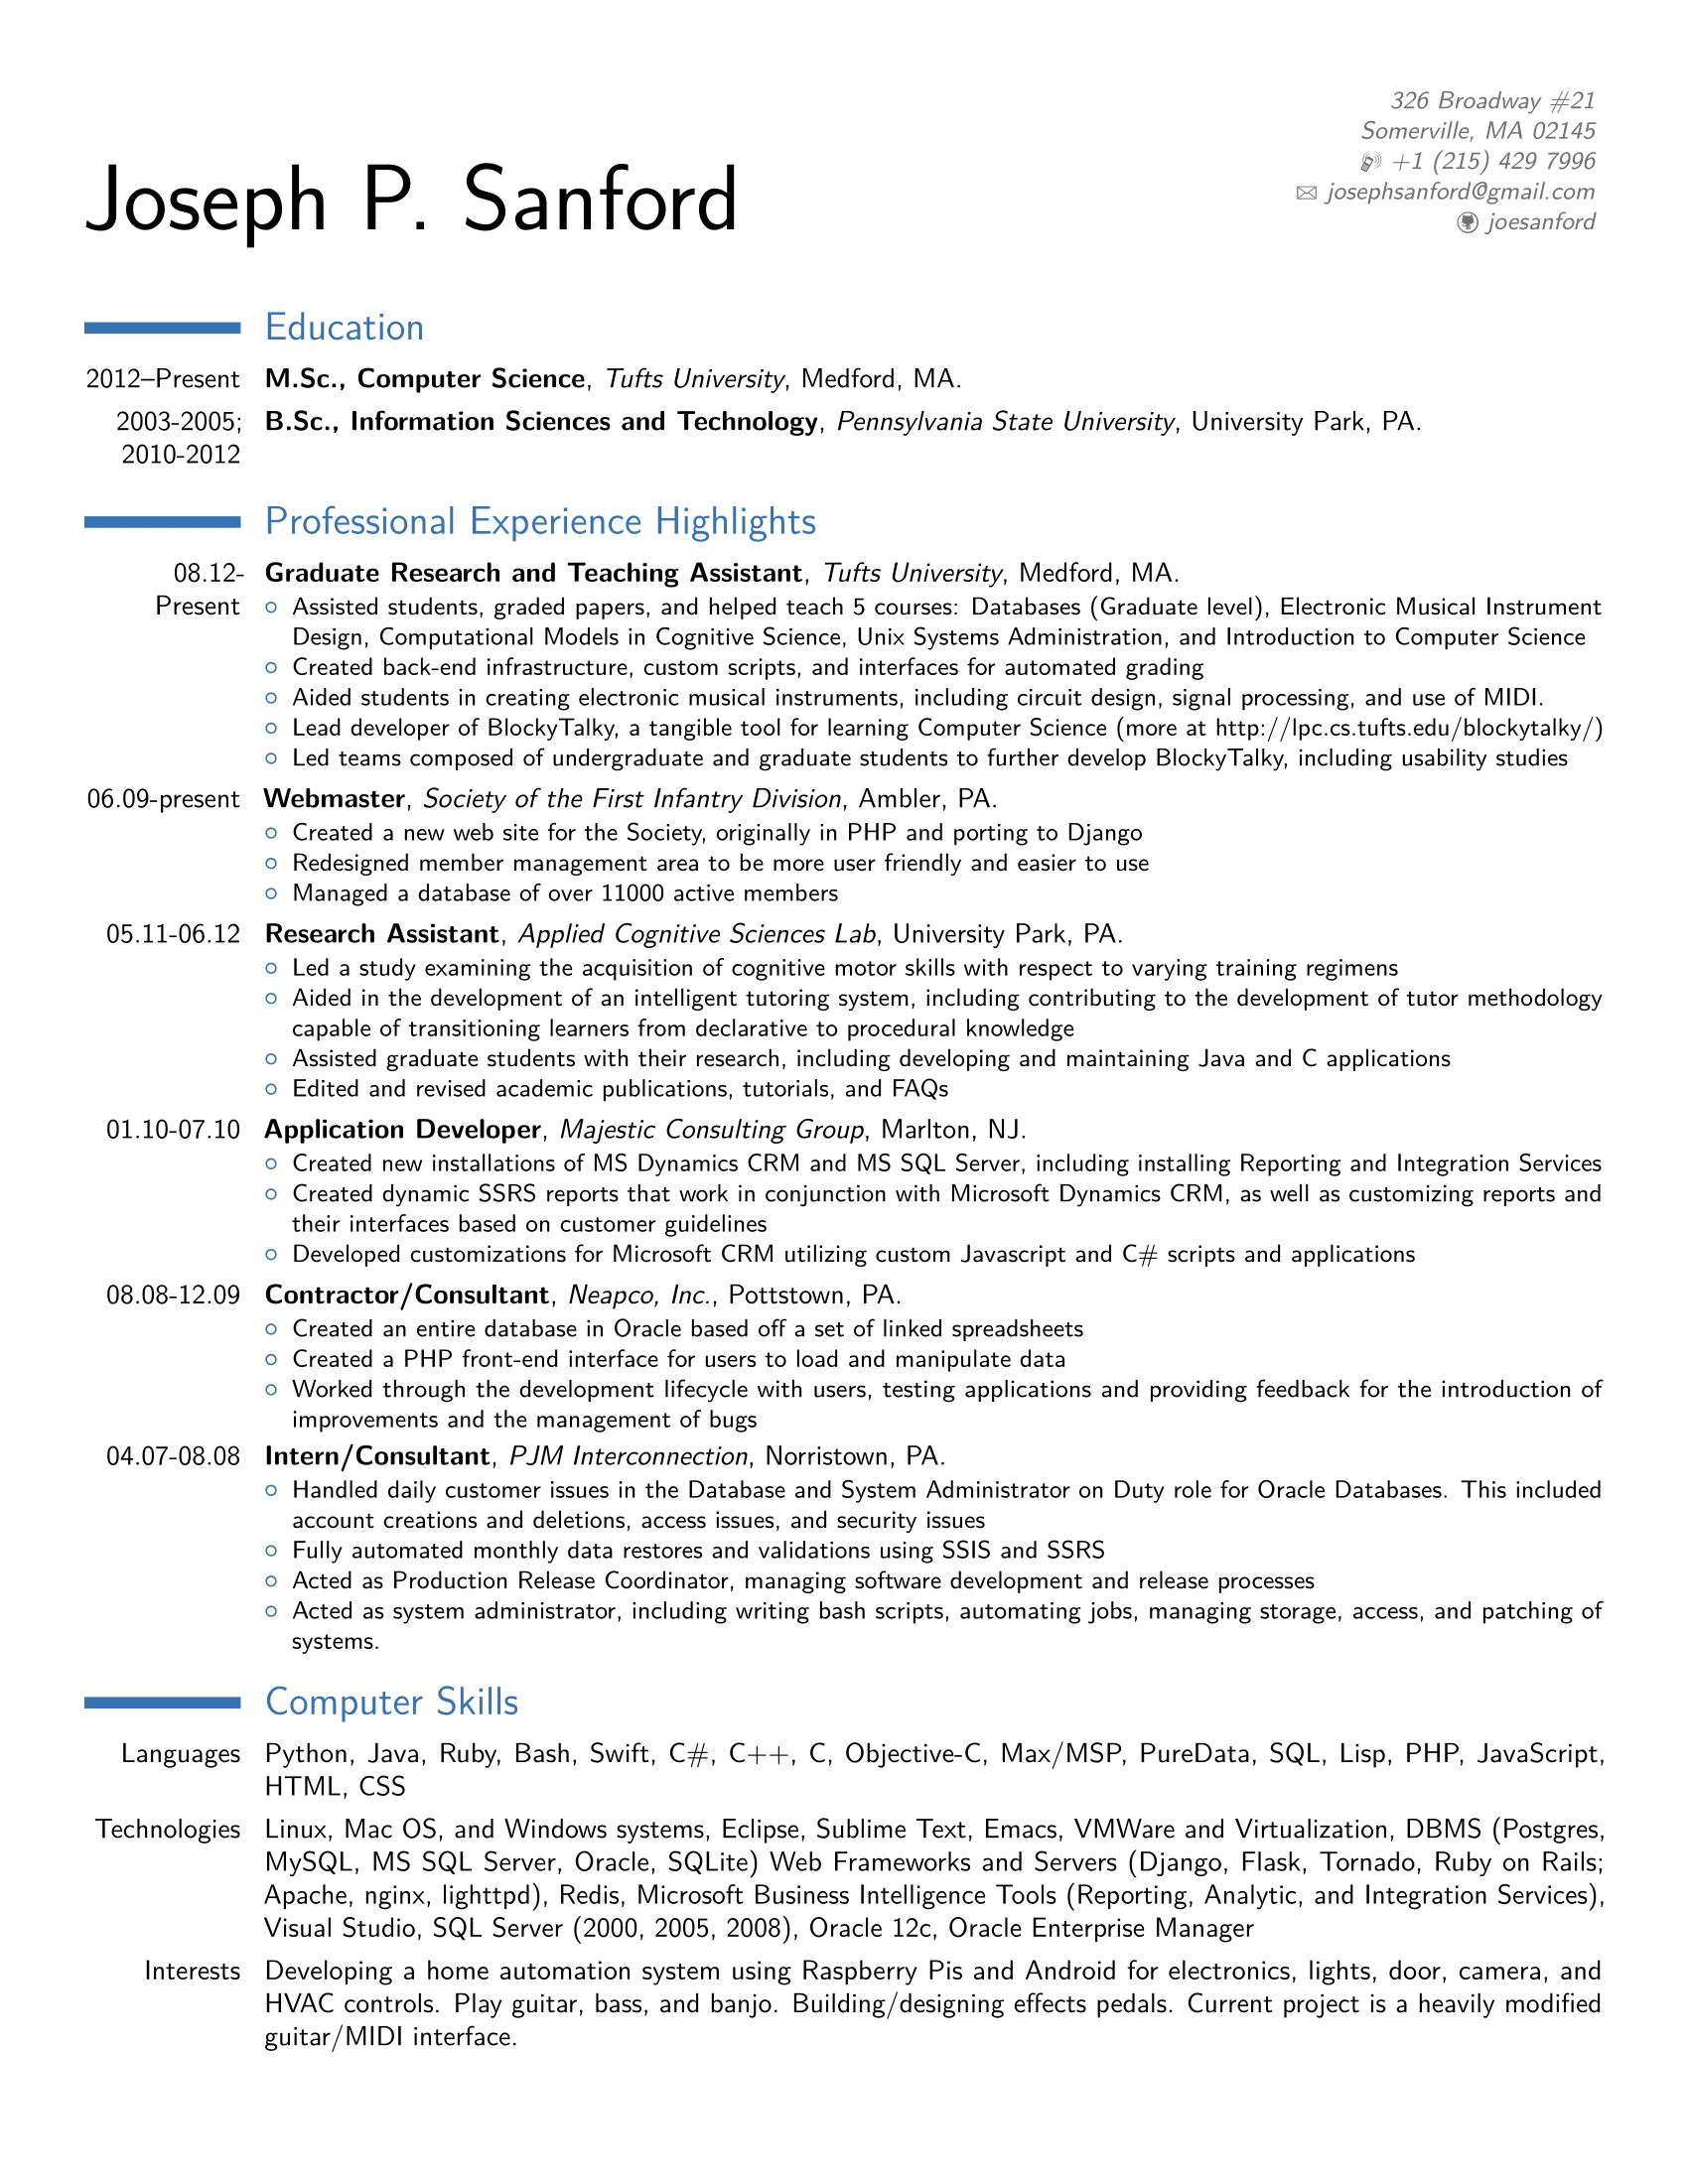 326 Broadway #21
Somerville, MA 02145
+1 (215) 429 7996
josephsanford@gmail.com
joesanford
Joseph P. Sanford
Education
2012–Present M.Sc., Computer Science, Tufts University, Medford, MA.
2003-2005; B.Sc., Information Sciences and Technology, Pennsylvania State University, University Park, PA.
2010-2012
Professional Experience Highlights
08.12- Graduate Research and Teaching Assistant, Tufts University, Medford, MA.
Present ○ Assisted students, graded papers, and helped teach 5 courses: Databases (Graduate level), Electronic Musical Instrument
Design, Computational Models in Cognitive Science, Unix Systems Administration, and Introduction to Computer Science
○ Created back-end infrastructure, custom scripts, and interfaces for automated grading
○ Aided students in creating electronic musical instruments, including circuit design, signal processing, and use of MIDI.
○ Lead developer of BlockyTalky, a tangible tool for learning Computer Science (more at http://lpc.cs.tufts.edu/blockytalky/)
○ Led teams composed of undergraduate and graduate students to further develop BlockyTalky, including usability studies
06.09-present Webmaster, Society of the First Infantry Division, Ambler, PA.
○ Created a new web site for the Society, originally in PHP and porting to Django
○ Redesigned member management area to be more user friendly and easier to use
○ Managed a database of over 11000 active members
05.11-06.12 Research Assistant, Applied Cognitive Sciences Lab, University Park, PA.
○ Led a study examining the acquisition of cognitive motor skills with respect to varying training regimens
○ Aided in the development of an intelligent tutoring system, including contributing to the development of tutor methodology
capable of transitioning learners from declarative to procedural knowledge
○ Assisted graduate students with their research, including developing and maintaining Java and C applications
○ Edited and revised academic publications, tutorials, and FAQs
01.10-07.10 Application Developer, Majestic Consulting Group, Marlton, NJ.
○ Created new installations of MS Dynamics CRM and MS SQL Server, including installing Reporting and Integration Services
○ Created dynamic SSRS reports that work in conjunction with Microsoft Dynamics CRM, as well as customizing reports and
their interfaces based on customer guidelines
○ Developed customizations for Microsoft CRM utilizing custom Javascript and C# scripts and applications
08.08-12.09 Contractor/Consultant, Neapco, Inc., Pottstown, PA.
○ Created an entire database in Oracle based off a set of linked spreadsheets
○ Created a PHP front-end interface for users to load and manipulate data
○ Worked through the development lifecycle with users, testing applications and providing feedback for the introduction of
improvements and the management of bugs
04.07-08.08 Intern/Consultant, PJM Interconnection, Norristown, PA.
○ Handled daily customer issues in the Database and System Administrator on Duty role for Oracle Databases. This included
account creations and deletions, access issues, and security issues
○ Fully automated monthly data restores and validations using SSIS and SSRS
○ Acted as Production Release Coordinator, managing software development and release processes
○ Acted as system administrator, including writing bash scripts, automating jobs, managing storage, access, and patching of
systems.
Computer Skills
Languages Python, Java, Ruby, Bash, Swift, C#, C++, C, Objective-C, Max/MSP, PureData, SQL, Lisp, PHP, JavaScript,
HTML, CSS
Technologies Linux, Mac OS, and Windows systems, Eclipse, Sublime Text, Emacs, VMWare and Virtualization, DBMS (Postgres,
MySQL, MS SQL Server, Oracle, SQLite) Web Frameworks and Servers (Django, Flask, Tornado, Ruby on Rails;
Apache, nginx, lighttpd), Redis, Microsoft Business Intelligence Tools (Reporting, Analytic, and Integration Services),
Visual Studio, SQL Server (2000, 2005, 2008), Oracle 12c, Oracle Enterprise Manager
Interests Developing a home automation system using Raspberry Pis and Android for electronics, lights, door, camera, and
HVAC controls. Play guitar, bass, and banjo. Building/designing effects pedals. Current project is a heavily modified
guitar/MIDI interface.